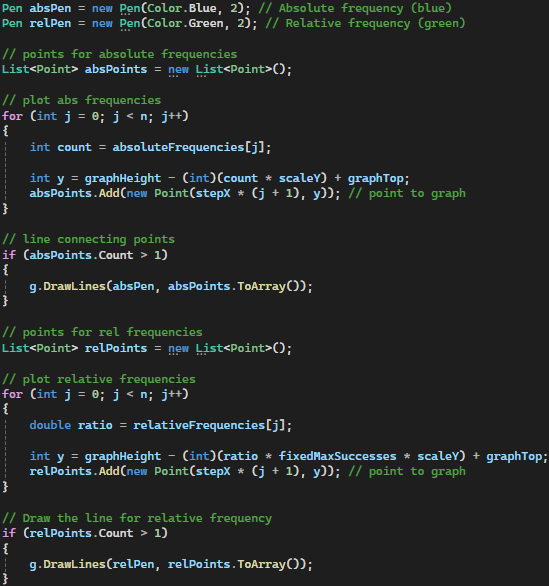 Pen absPen = new Pen(Color.Blue, 2); // Absolute frequency (blue)
Pen relPen = new Pen(Color.Green, 2); // Relative frequency (green)
// points for absolute frequencies
List<Point> absPoints = new List<Point>();
// plot abs frequencies
for (int j = 0; j < n; j++)
{
int count = absoluteFrequencies[j];
int y = graphHeight - (int)(count * scaleY) + graphTop;
absPoints.Add(new Point(stepX * (j + 1), y)); // point to graph
}
// line connecting points
if (absPoints.Count > 1)
{
g.DrawLines(absPen, absPoints.ToArray());
}
// points for rel frequencies
List<Point> relPoints = new List<Point>();
// plot relative frequencies
for (int j = 0; j < n; j++)
{
double ratio = relativeFrequencies[j];
int y = graphHeight - (int)(ratio * fixedMaxSuccesses * scaleY) + graphTop;
relPoints.Add(new Point(stepX * (j + 1), y)); // point to graph
}
// Draw the line for relative frequency
if (relPoints.Count > 1)
{
g.DrawLines(relPen, relPoints.ToArray());
}